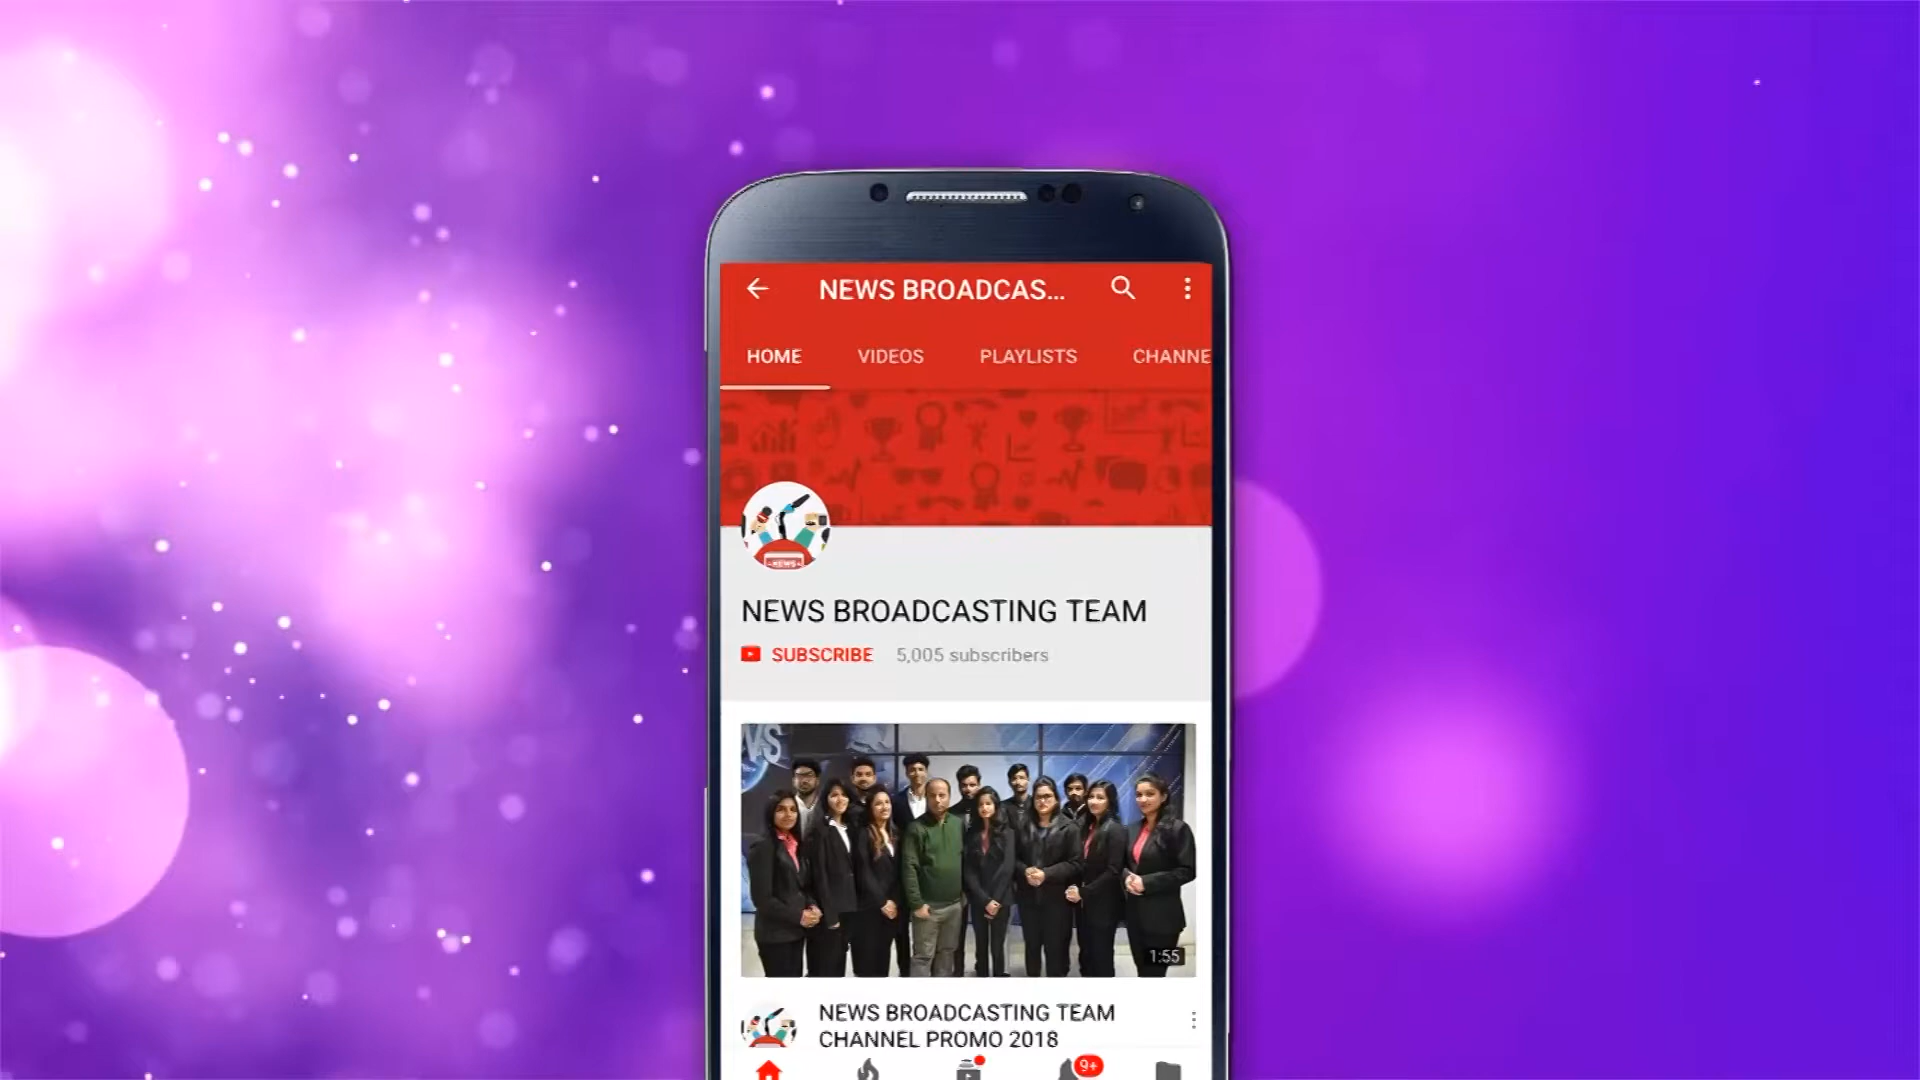 NEWS BROADCAS...
HOME VIDEOS PLAYLISTS CHANNE
NEWS
NEWS BROADCASTING TEAM
SUBSCRIBE 5,005 subscribers
1:55
NEWS BROADCASTING TEAM
CHANNEL PROMO 2018
9+